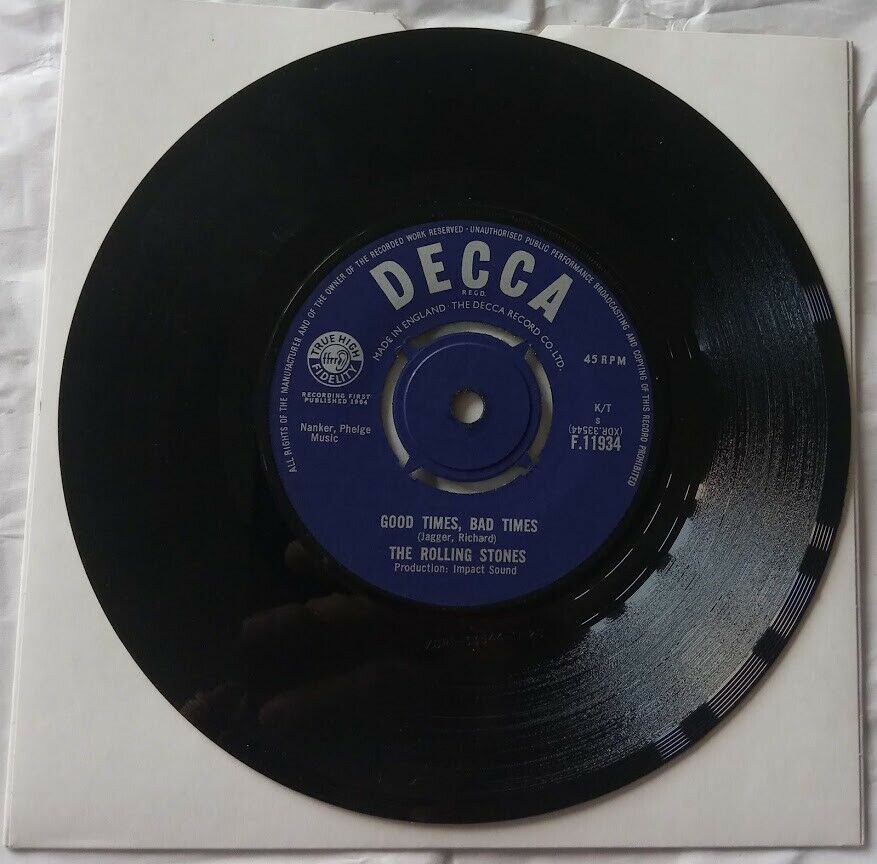 ALL RIGHTS OF THE MANUFACTURER AND OF THE OWNER OF THE RECORDED WORK RESERVED · UNAUTHORISED PUBLIC PERFORMANCE BROADCASTING AND COPYING OF THIS RECORD PROHIBITED
DECCA
REGD.
MADE IN ENGLAND · THE DECCA RECORD CO. LTD.
TRUE HIGH
ffrr
FIDELITY
RECORDING FIRST
PUBLISHED 1964
Nanker, Phelge
Music
45 RPM
K/T
S
(XDR.33544)
F.11934
GOOD TIMES, BAD TIMES
(Jagger, Richard)
THE ROLLING STONES
Production: Impact Sound